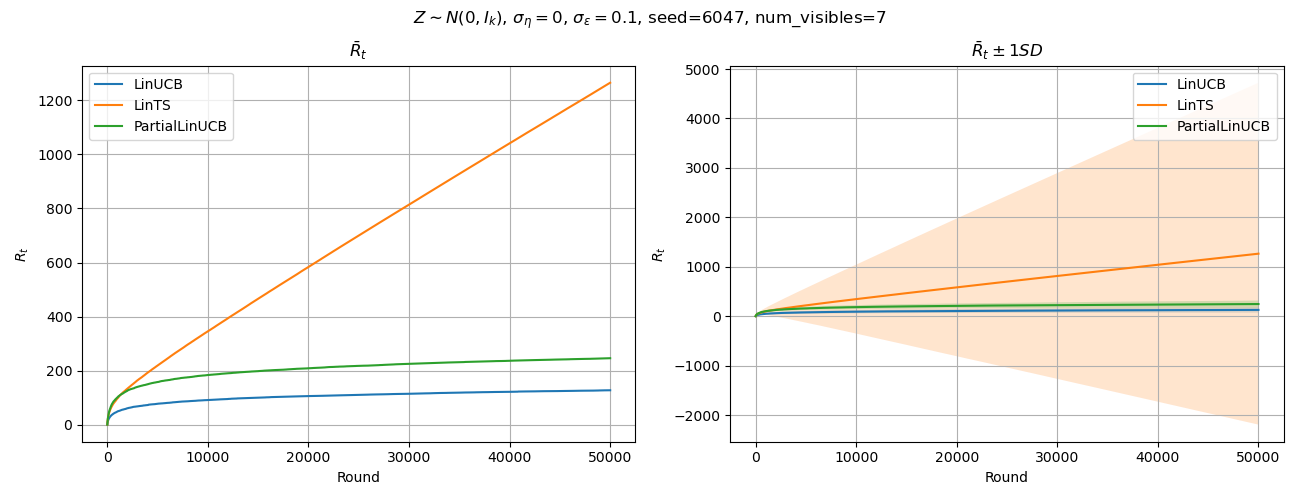 Z ∼ N(0, I_k), σ_η = 0, σ_ε = 0.1, seed=6047, num_visibles=7
R̄_t
R_t
1200
1000
800
600
400
200
0
LinUCB
LinTS
PartialLinUCB
0
10000
20000
30000
40000
50000
Round
R̄_t ± 1SD
R_t
5000
4000
3000
2000
1000
0
−1000
−2000
LinUCB
LinTS
PartialLinUCB
0
10000
20000
30000
40000
50000
Round